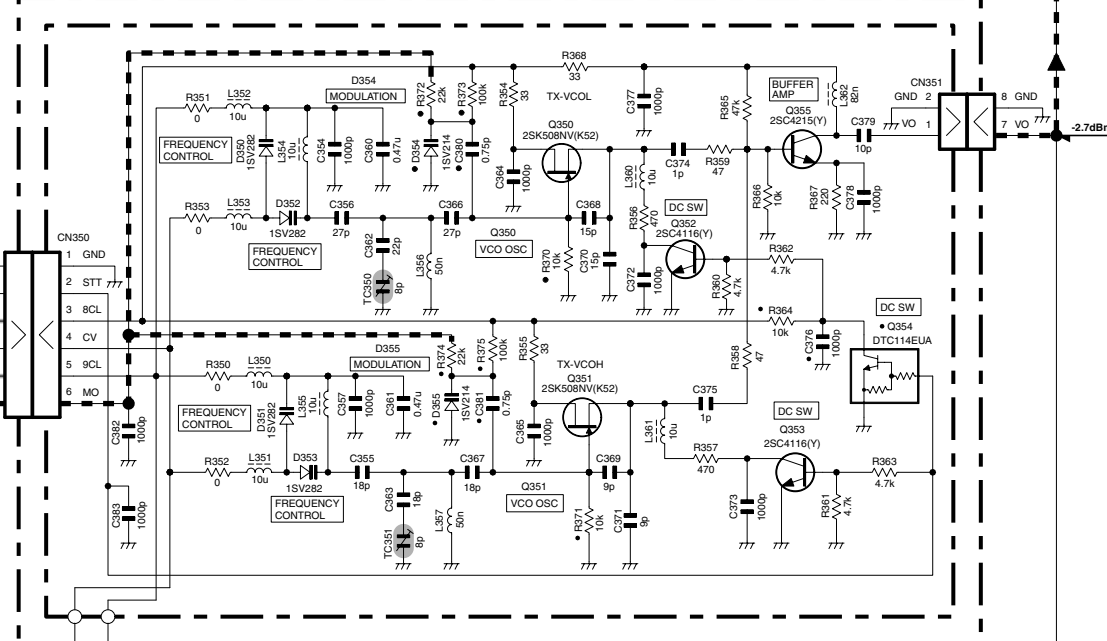 R368
33
D354
MODULATION
R372
22k
R373
100k
R354
33
TX-VCOL
C377
1000p
R365
47k
BUFFER
AMP
L362
82n
CN351
GND 2
VO 1
8 GND
7 VO
-2.7dBm
R351
0
L352
10u
FREQUENCY
CONTROL
D350
1SV282
L354
10u
C354
1000p
C360
0.47u
D354
1SV214
C380
0.75p
Q350
2SK508NV(K52)
C364
1000p
C374
1p
R359
47
Q355
2SC4215(Y)
C379
10p
L360
10u
R356
470
DC SW
Q352
2SC4116(Y)
R366
10k
R367
220
C378
1000p
R353
0
L353
10u
D352
1SV282
C356
27p
C366
27p
Q350
VCO OSC
C368
15p
FREQUENCY
CONTROL
C362
22p
TC350
8p
L356
50n
R370
10k
C370
15p
C372
1000p
R360
4.7k
R362
4.7k
CN350
1 GND
2 STT
3 8CL
4 CV
5 9CL
6 MO
R364
10k
C376
1000p
DC SW
Q354
DTC114EUA
D355
MODULATION
R374
22k
R375
100k
R355
33
TX-VCOH
Q351
2SK508NV(K52)
R358
47
R350
0
L350
10u
FREQUENCY
CONTROL
D351
1SV282
L355
10u
C357
1000p
C361
0.47u
D355
1SV214
C381
0.75p
C365
1000p
C375
1p
L361
10u
R357
470
DC SW
Q353
2SC4116(Y)
C382
1000p
C383
1000p
R352
0
L351
10u
D353
1SV282
C355
18p
C367
18p
Q351
VCO OSC
C369
9p
FREQUENCY
CONTROL
C363
18p
TC351
8p
L357
50n
R371
10k
C371
9p
C373
1000p
R361
4.7k
R363
4.7k